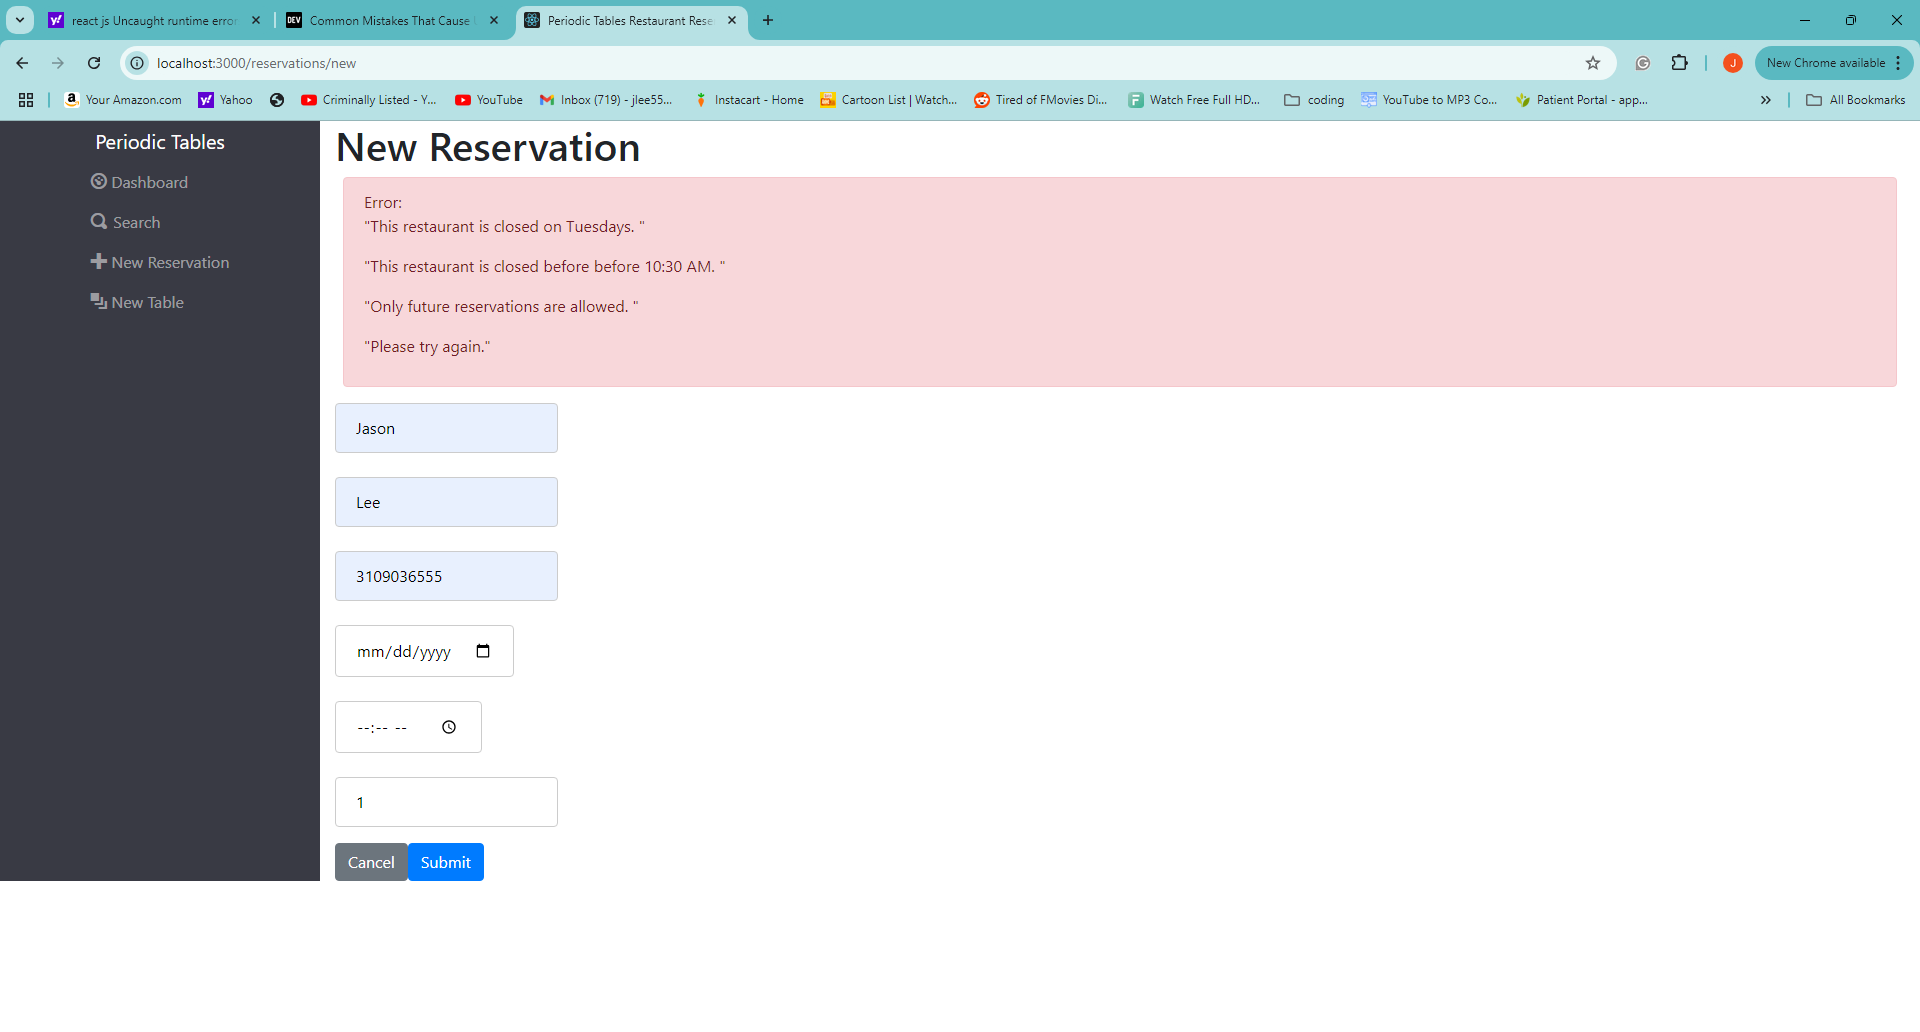 react js Uncaught runtime error
Common Mistakes That Cause
Periodic Tables Restaurant Rese
localhost:3000/reservations/new
New Chrome available
Your Amazon.com
Yahoo
Criminally Listed - Y...
YouTube
Inbox (719) - jlee55...
Instacart - Home
Cartoon List | Watch...
Tired of FMovies Di...
Watch Free Full HD...
coding
YouTube to MP3 Co...
Patient Portal - app...
All Bookmarks
Periodic Tables
Dashboard
Search
New Reservation
New Table
New Reservation
Error:
"This restaurant is closed on Tuesdays. "
"This restaurant is closed before before 10:30 AM. "
"Only future reservations are allowed. "
"Please try again."
Jason
Lee
3109036555
mm/dd/yyyy
--:-- --
1
Cancel
Submit